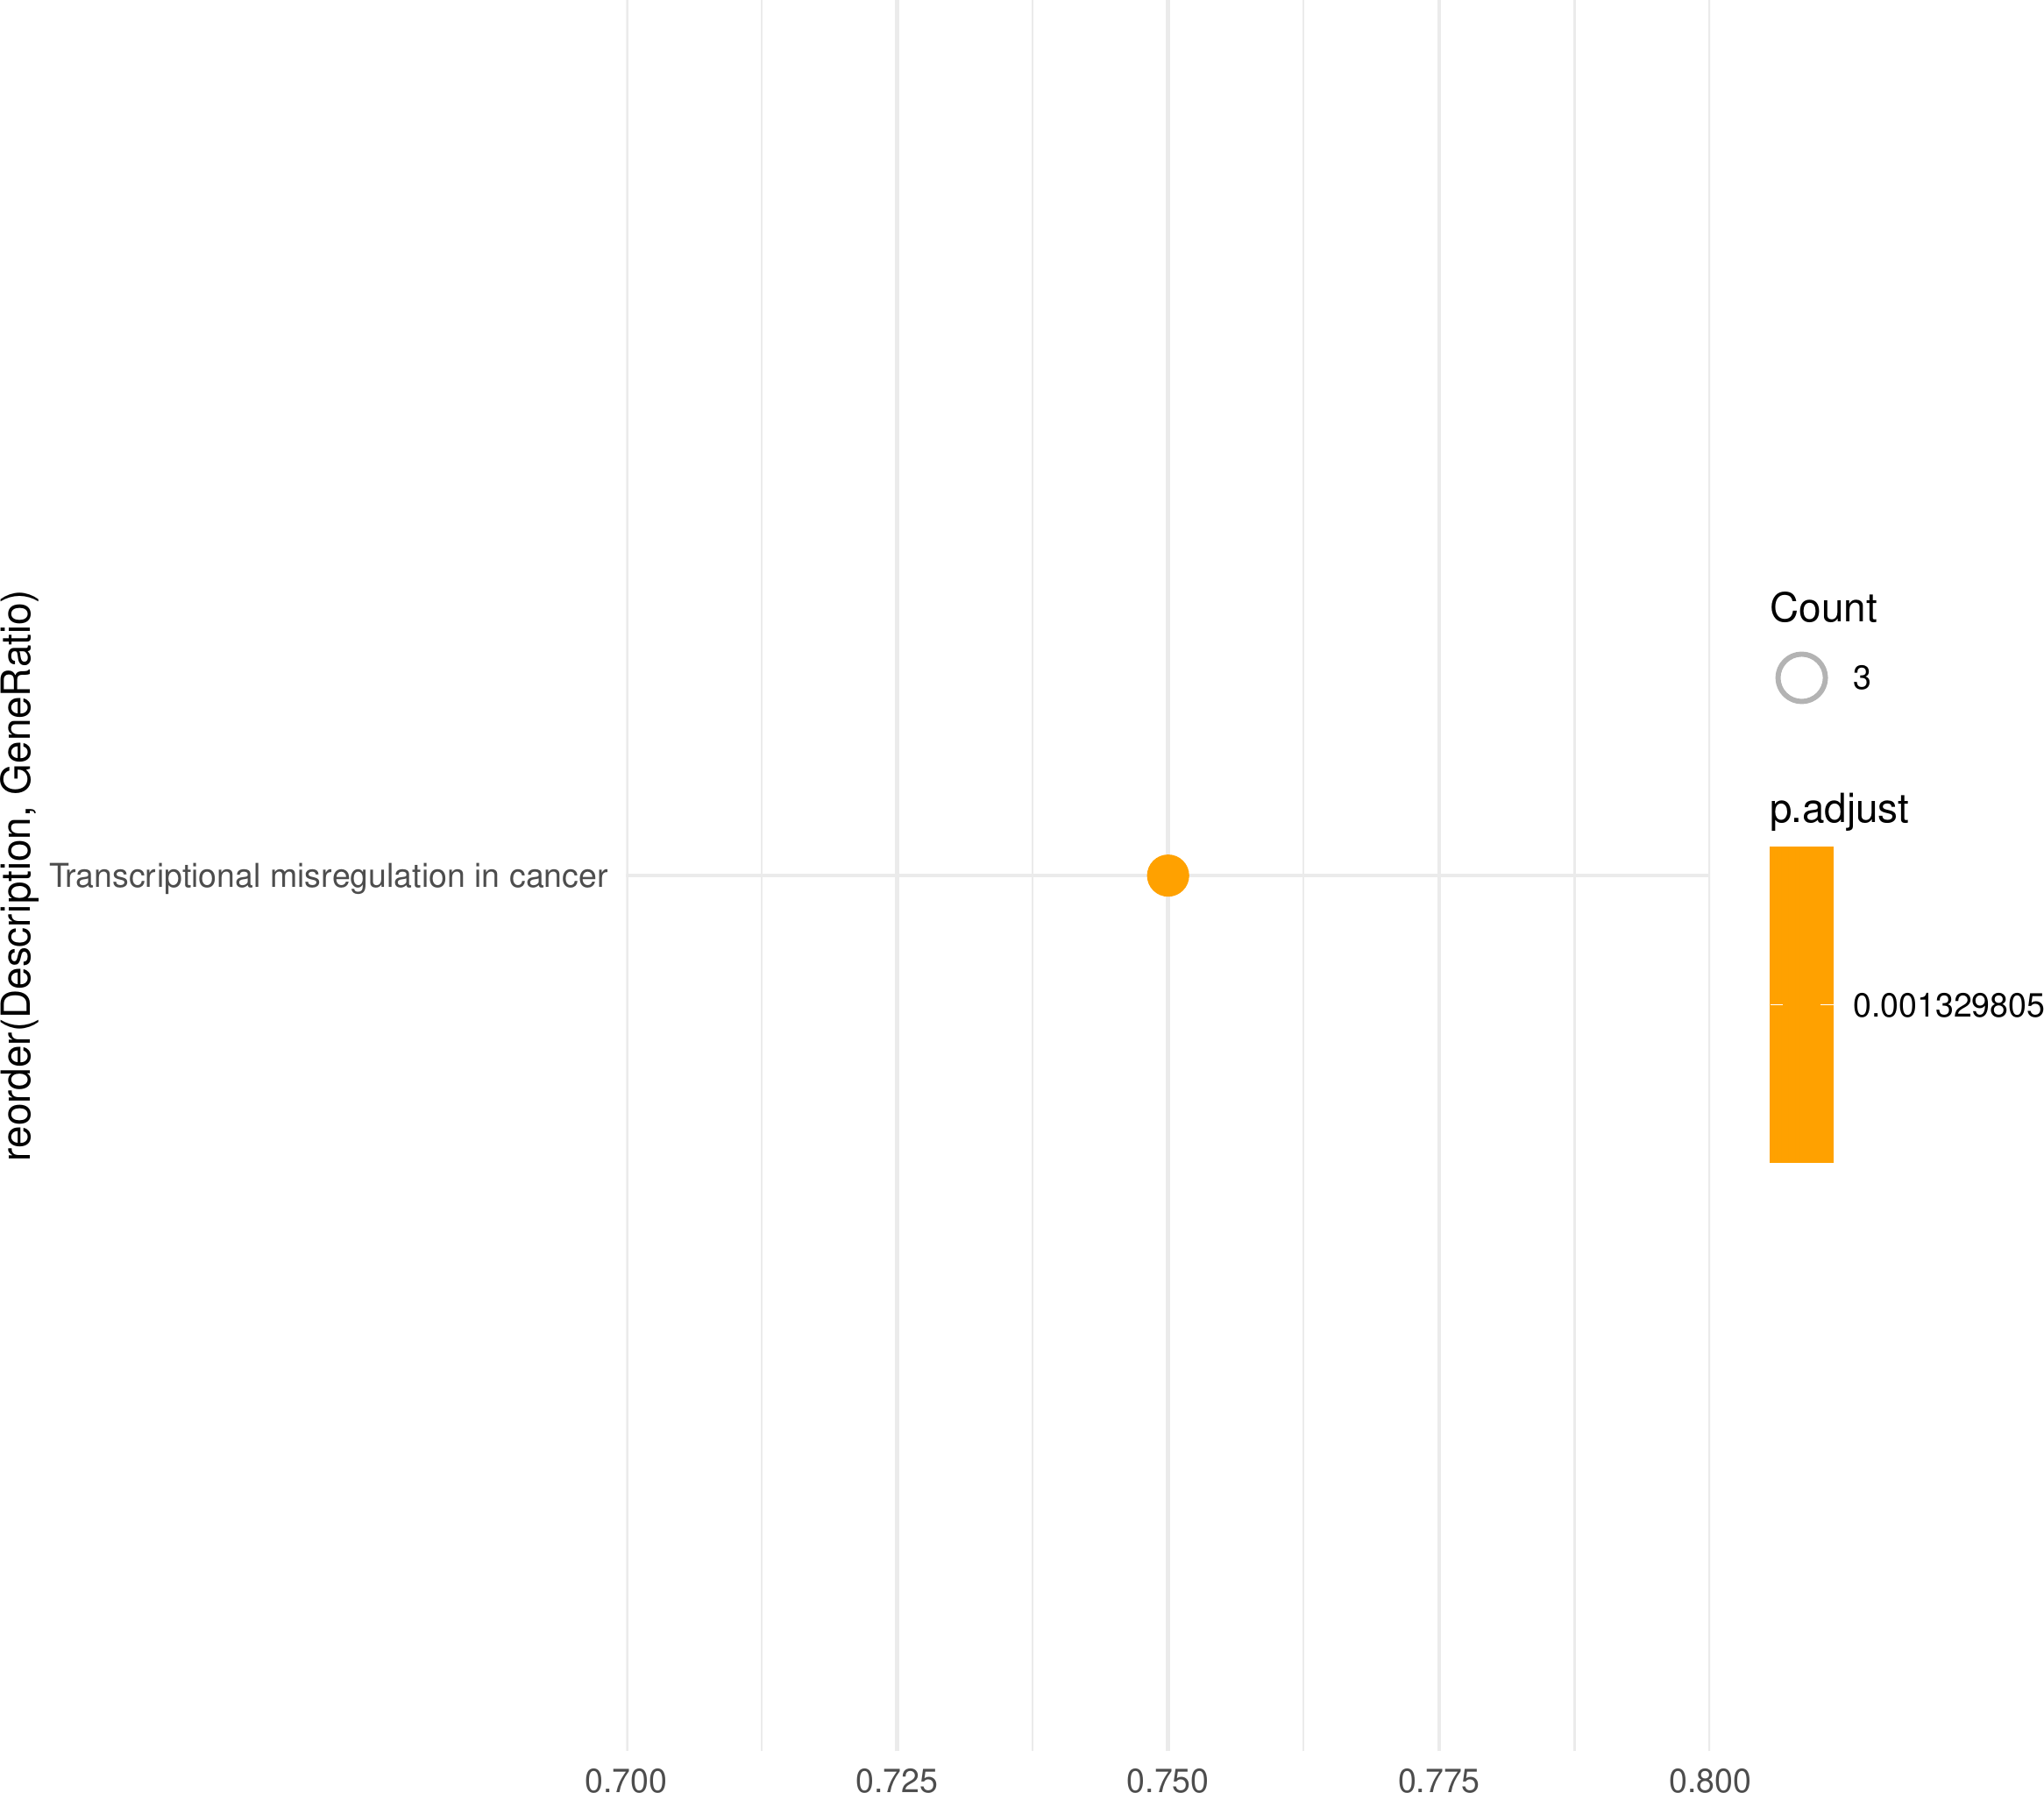 reorder(Description, GeneRatio)
Transcriptional misregulation in cancer
0.700 0.725 0.750 0.775 0.800
Count
3
p.adjust
0.001329805